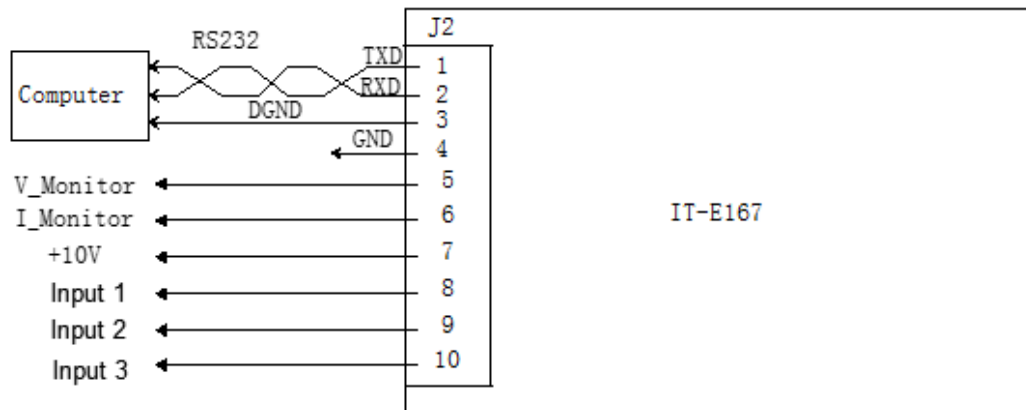 J2
RS232
TXD
1
Computer
RXD
2
DGND
3
GND
4
V_Monitor
5
I_Monitor
6
IT-E167
+10V
7
Input 1
8
Input 2
9
Input 3
10